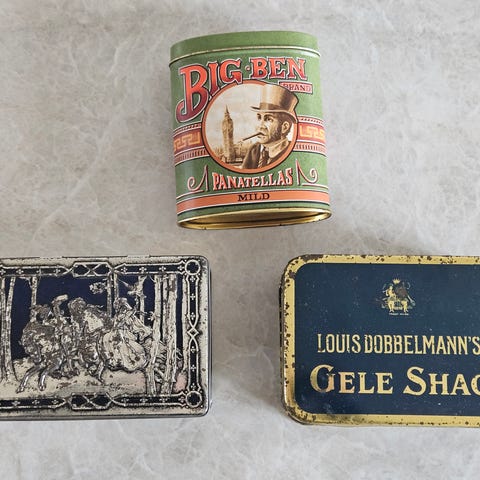 BIG·BEN
BRAND
PANATELLAS
MILD
LOUIS DOBBELMANN'S
GELE SHAG